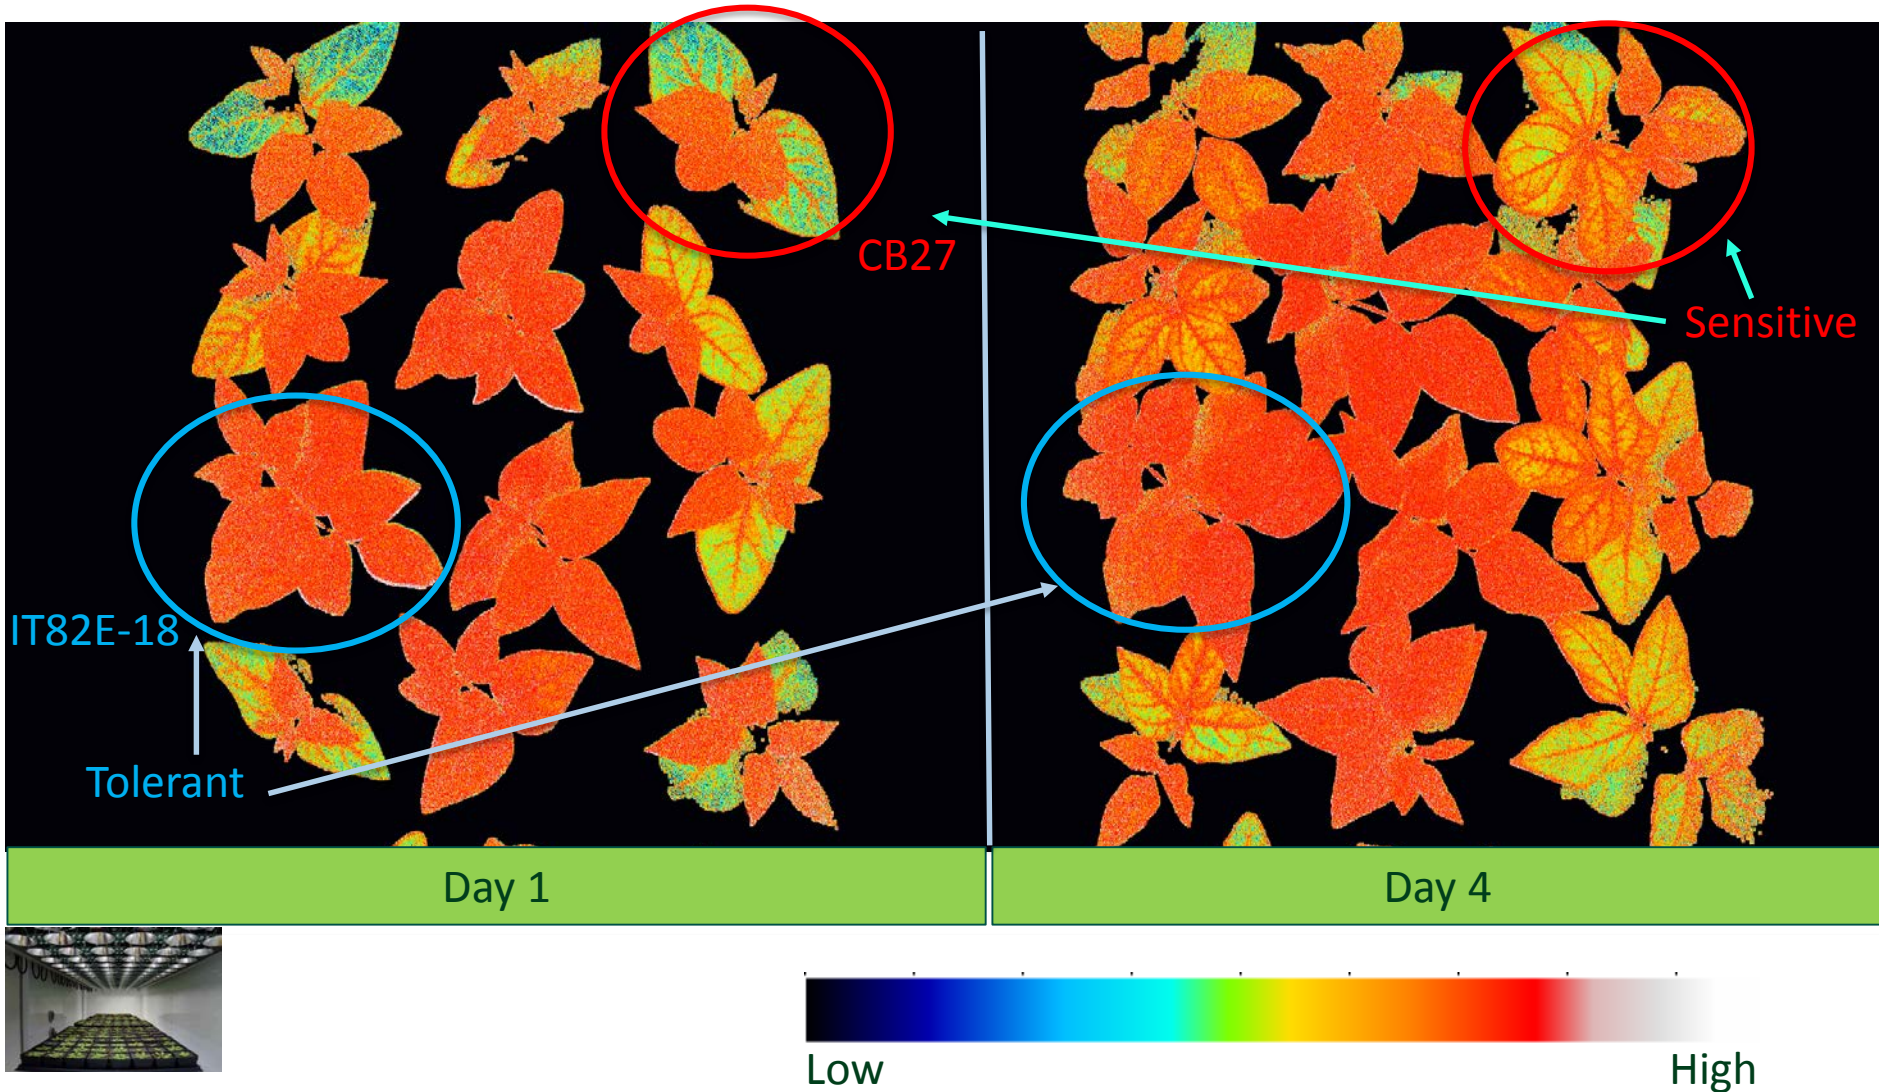 CB27
Sensitive
IT82E-18
Tolerant
Day 1
Day 4
Low
High